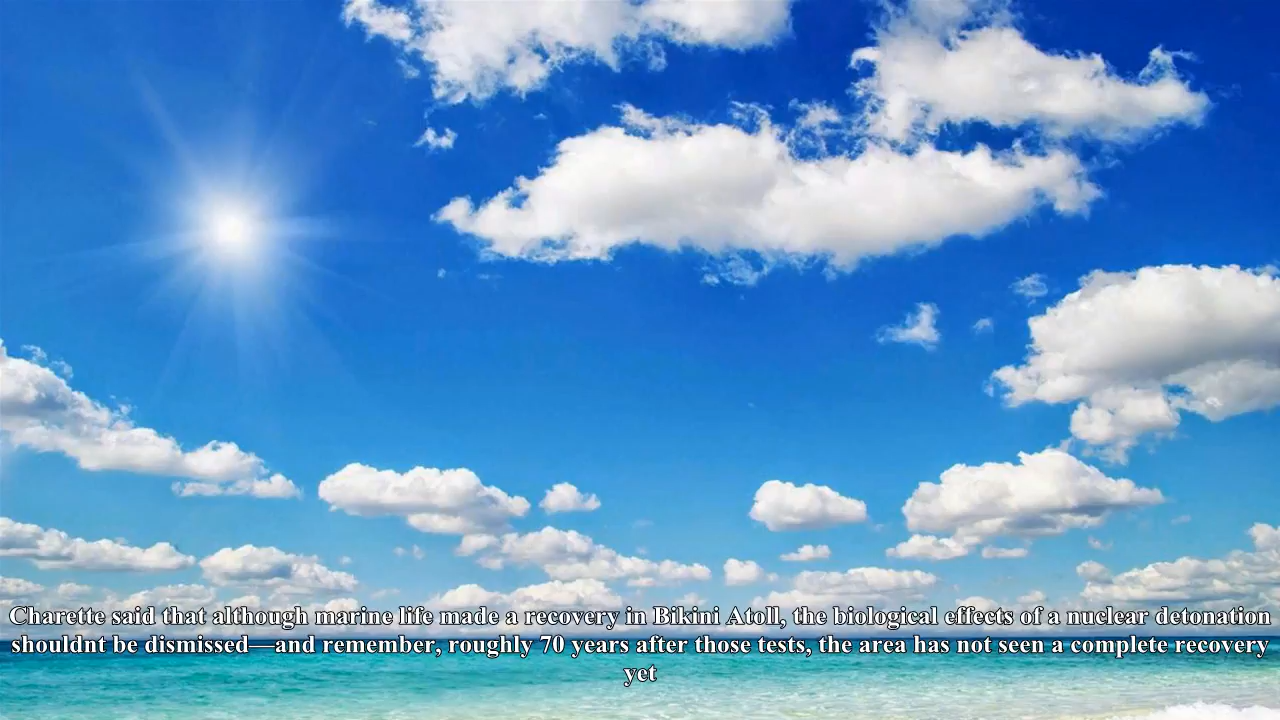 Charette said that although marine life made a recovery in Bikini Atoll, the biological effects of a nuclear detonation
shouldnt be dismissed—and remember, roughly 70 years after those tests, the area has not seen a complete recovery
yet